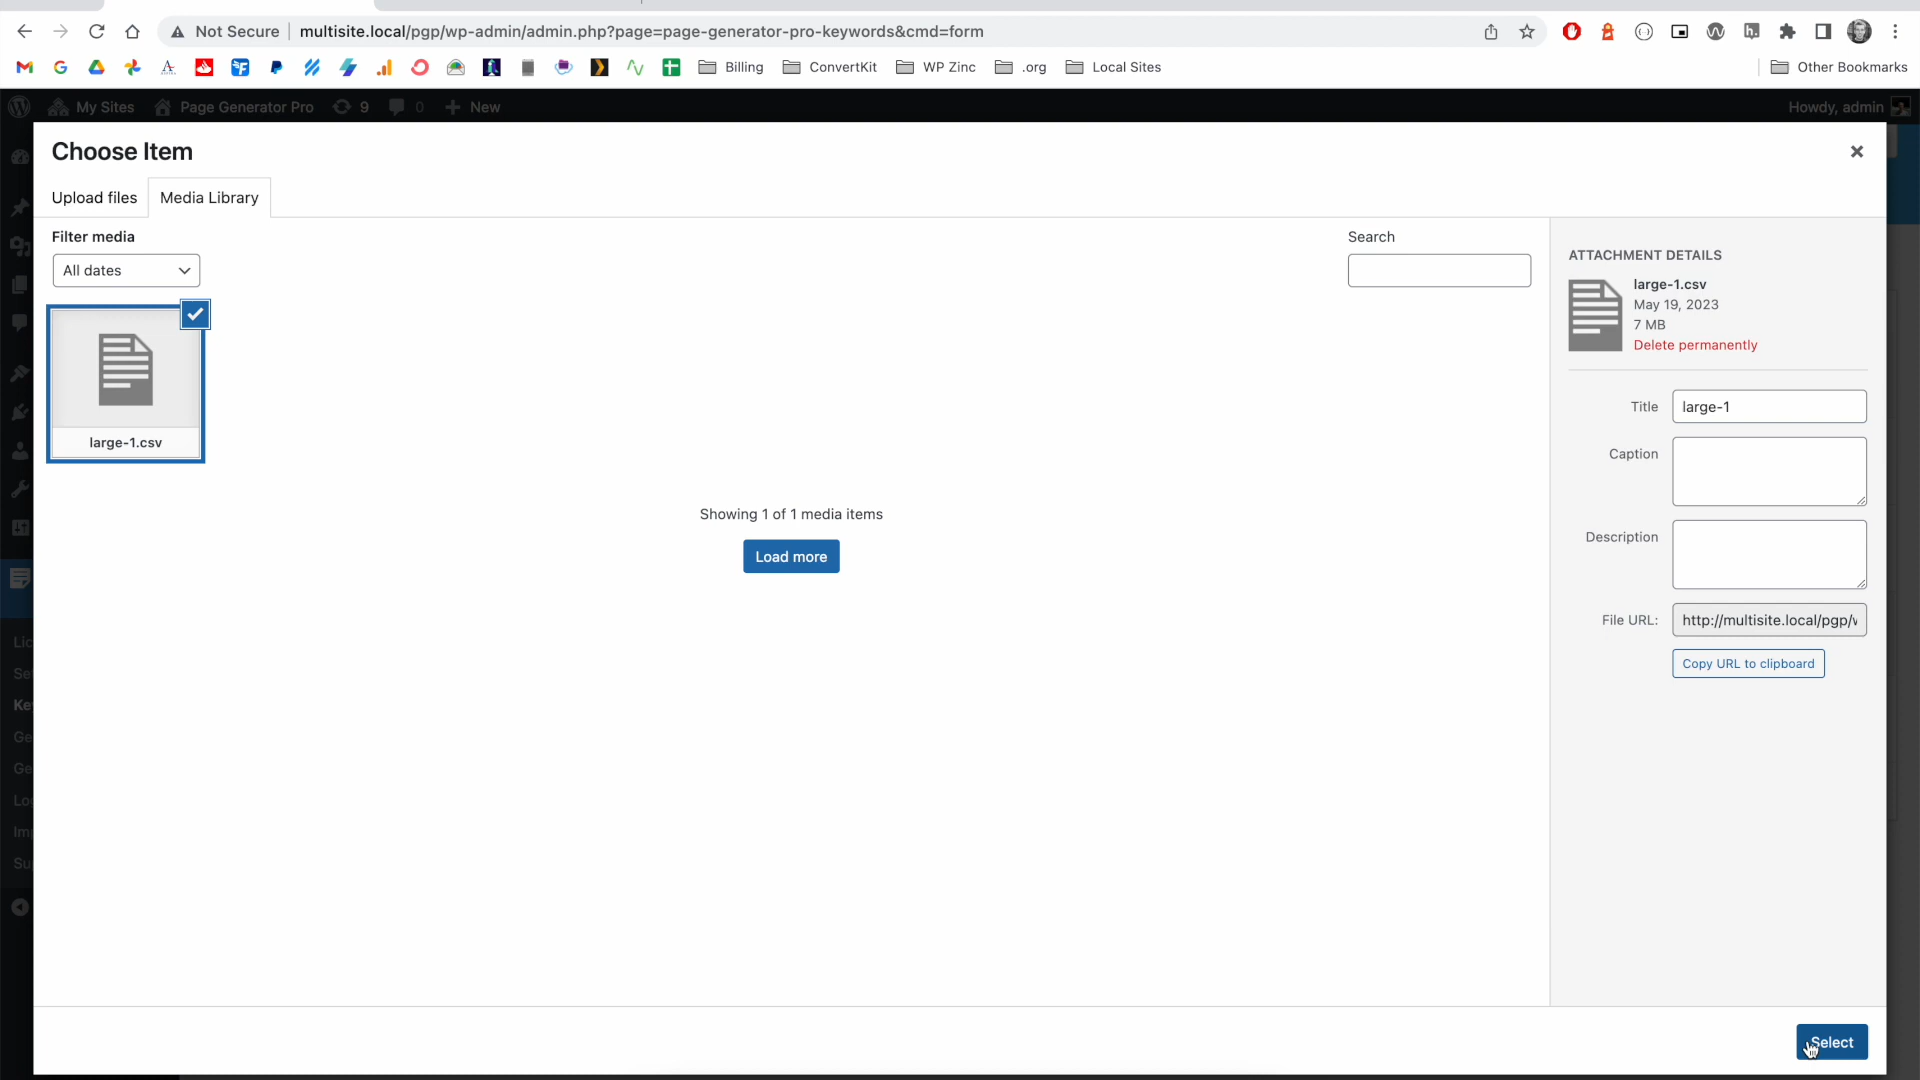 Not Secure multisite.local/pgp/wp-admin/admin.php?page=page-generator-pro-keywords&cmd=form
Billing ConvertKit WP Zinc .org Local Sites Other Bookmarks
My Sites Page Generator Pro 9 0 New Howdy, admin
Choose Item
Upload files Media Library
Filter media Search
All dates
large-1.csv
ATTACHMENT DETAILS
large-1.csv
May 19, 2023
7 MB
Delete permanently
Title large-1
Caption
Description
File URL: http://multisite.local/pgp/
Copy URL to clipboard
Showing 1 of 1 media items
Load more
Select